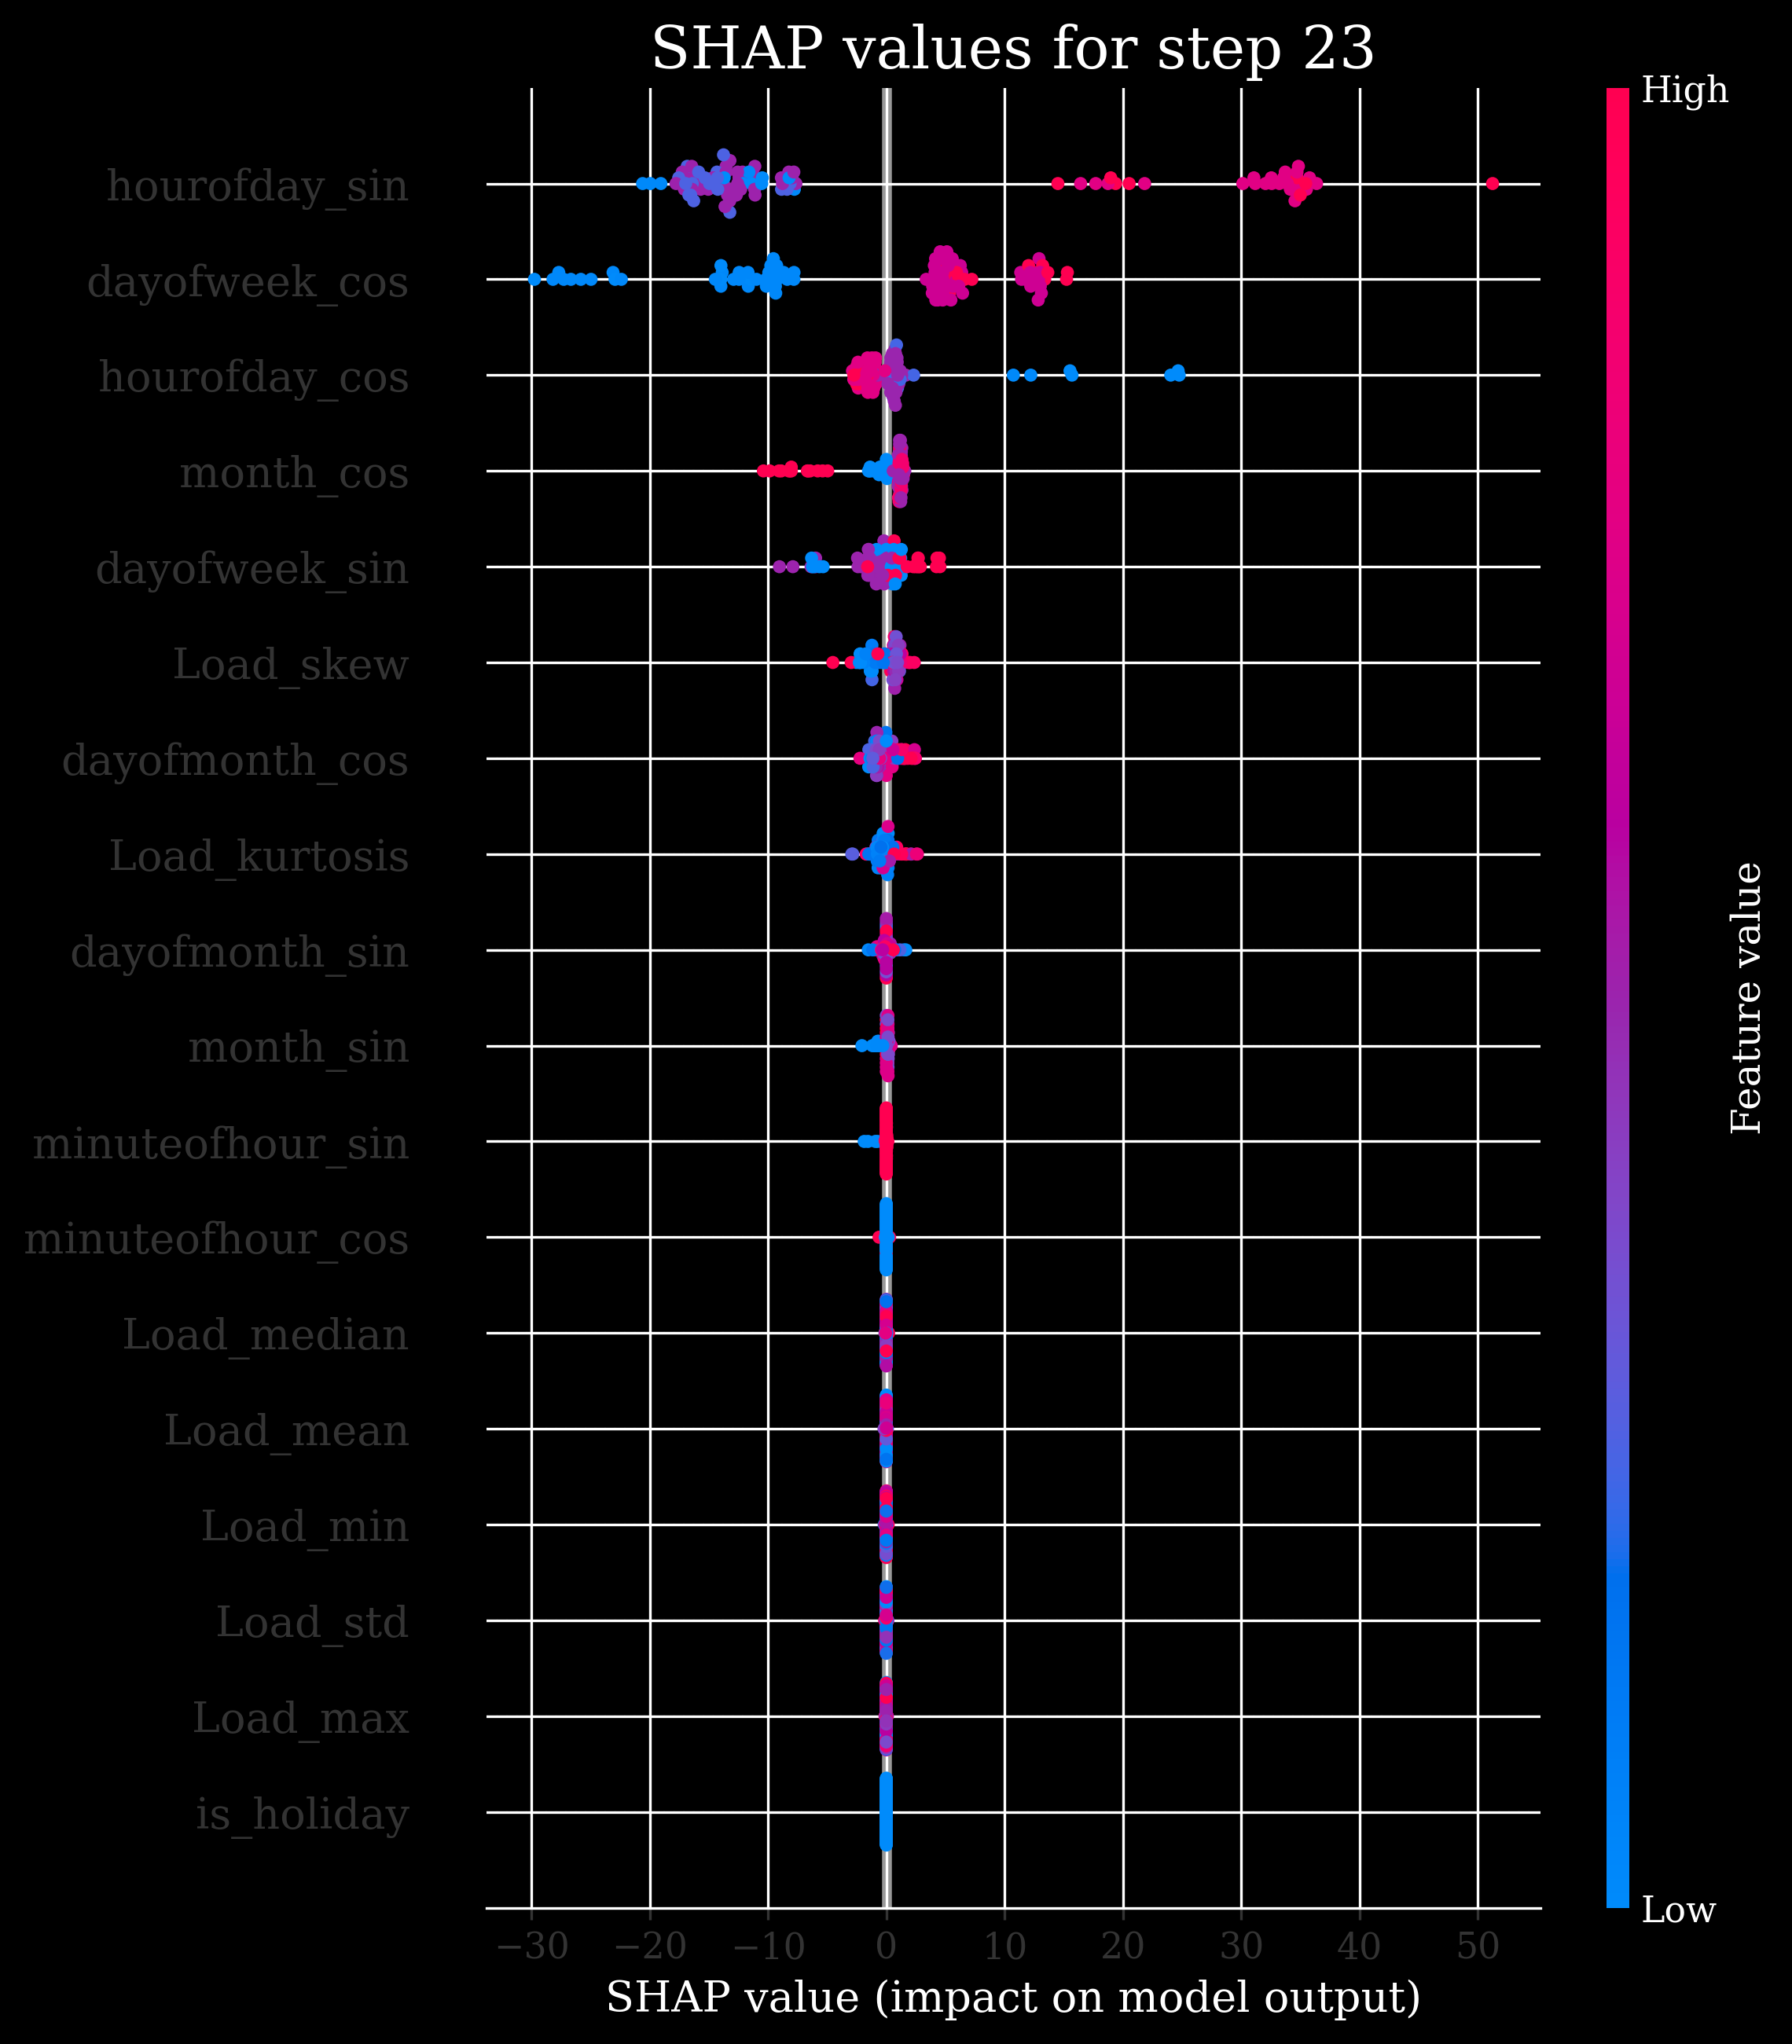 SHAP values for step 23
High
hourofday_sin
dayofweek_cos
hourofday_cos
month_cos
dayofweek_sin
Load_skew
dayofmonth_cos
Load_kurtosis
dayofmonth_sin
month_sin
minuteofhour_sin
minuteofhour_cos
Load_median
Load_mean
Load_min
Load_std
Load_max
is_holiday
Feature value
Low
−30 −20 −10 0 10 20 30 40 50
SHAP value (impact on model output)